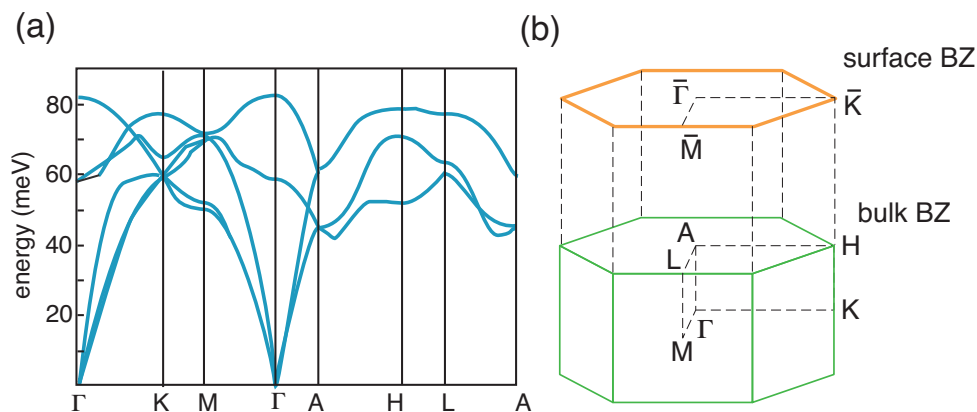 (a)
energy (meV)
80
60
40
20
Γ K M Γ A H L A
(b)
surface BZ
Γ̄
K̄
M̄
bulk BZ
A
H
L
K
Γ
M